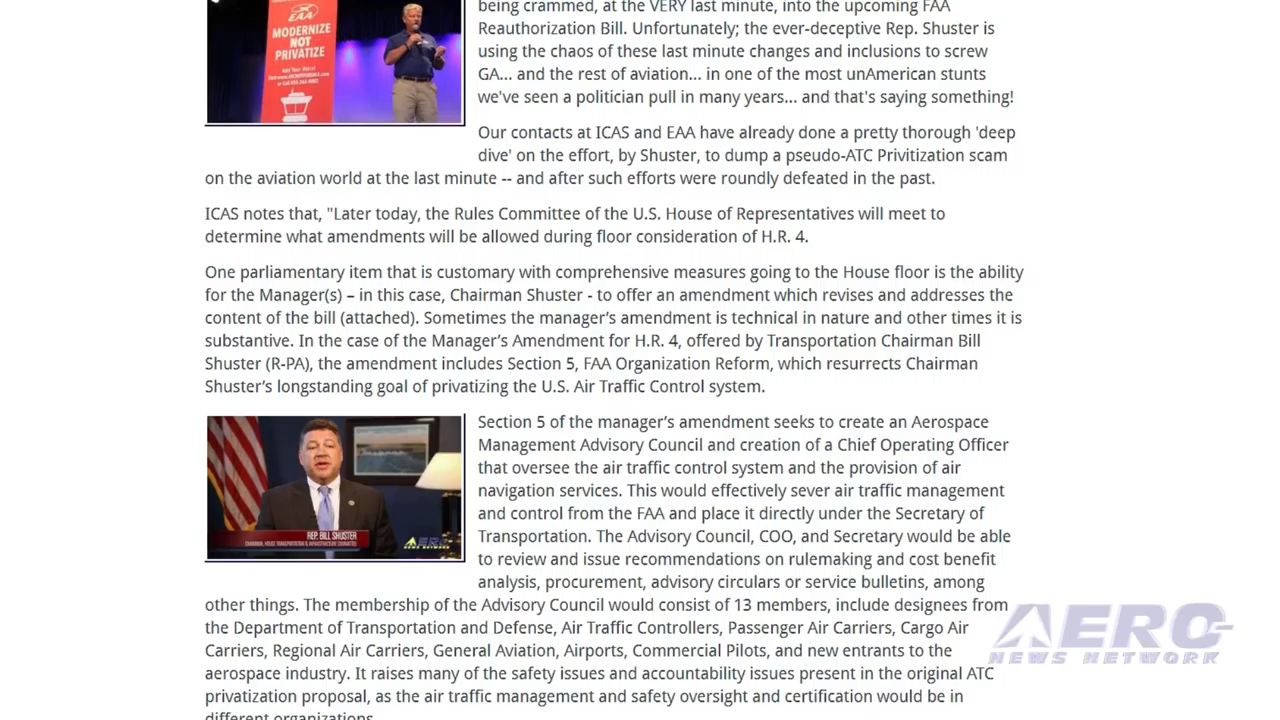 being crammed, at the VERY last minute, into the upcoming FAA
Reauthorization Bill. Unfortunately; the ever-deceptive Rep. Shuster is
using the chaos of these last minute changes and inclusions to screw
GA... and the rest of aviation... in one of the most unAmerican stunts
we've seen a politician pull in many years... and that's saying something!
EAA
MODERNIZE
NOT
PRIVATIZE
Our contacts at ICAS and EAA have already done a pretty thorough 'deep
dive' on the effort, by Shuster, to dump a pseudo-ATC Privitization scam
on the aviation world at the last minute -- and after such efforts were roundly defeated in the past.
ICAS notes that, "Later today, the Rules Committee of the U.S. House of Representatives will meet to
determine what amendments will be allowed during floor consideration of H.R. 4.
One parliamentary item that is customary with comprehensive measures going to the House floor is the ability
for the Manager(s) – in this case, Chairman Shuster - to offer an amendment which revises and addresses the
content of the bill (attached). Sometimes the manager's amendment is technical in nature and other times it is
substantive. In the case of the Manager's Amendment for H.R. 4, offered by Transportation Chairman Bill
Shuster (R-PA), the amendment includes Section 5, FAA Organization Reform, which resurrects Chairman
Shuster's longstanding goal of privatizing the U.S. Air Traffic Control system.
Section 5 of the manager's amendment seeks to create an Aerospace
Management Advisory Council and creation of a Chief Operating Officer
that oversee the air traffic control system and the provision of air
navigation services. This would effectively sever air traffic management
and control from the FAA and place it directly under the Secretary of
Transportation. The Advisory Council, COO, and Secretary would be able
to review and issue recommendations on rulemaking and cost benefit
analysis, procurement, advisory circulars or service bulletins, among
REP. BILL SHUSTER
CHAIRMAN, HOUSE TRANSPORTATION & INFRASTRUCTURE COMMITTEE
AERO
NEWS NETWORK
other things. The membership of the Advisory Council would consist of 13 members, include designees from
the Department of Transportation and Defense, Air Traffic Controllers, Passenger Air Carriers, Cargo Air
Carriers, Regional Air Carriers, General Aviation, Airports, Commercial Pilots, and new entrants to the
aerospace industry. It raises many of the safety issues and accountability issues present in the original ATC
privatization proposal, as the air traffic management and safety oversight and certification would be in
different organizations.
AERO
NEWS NETWORK